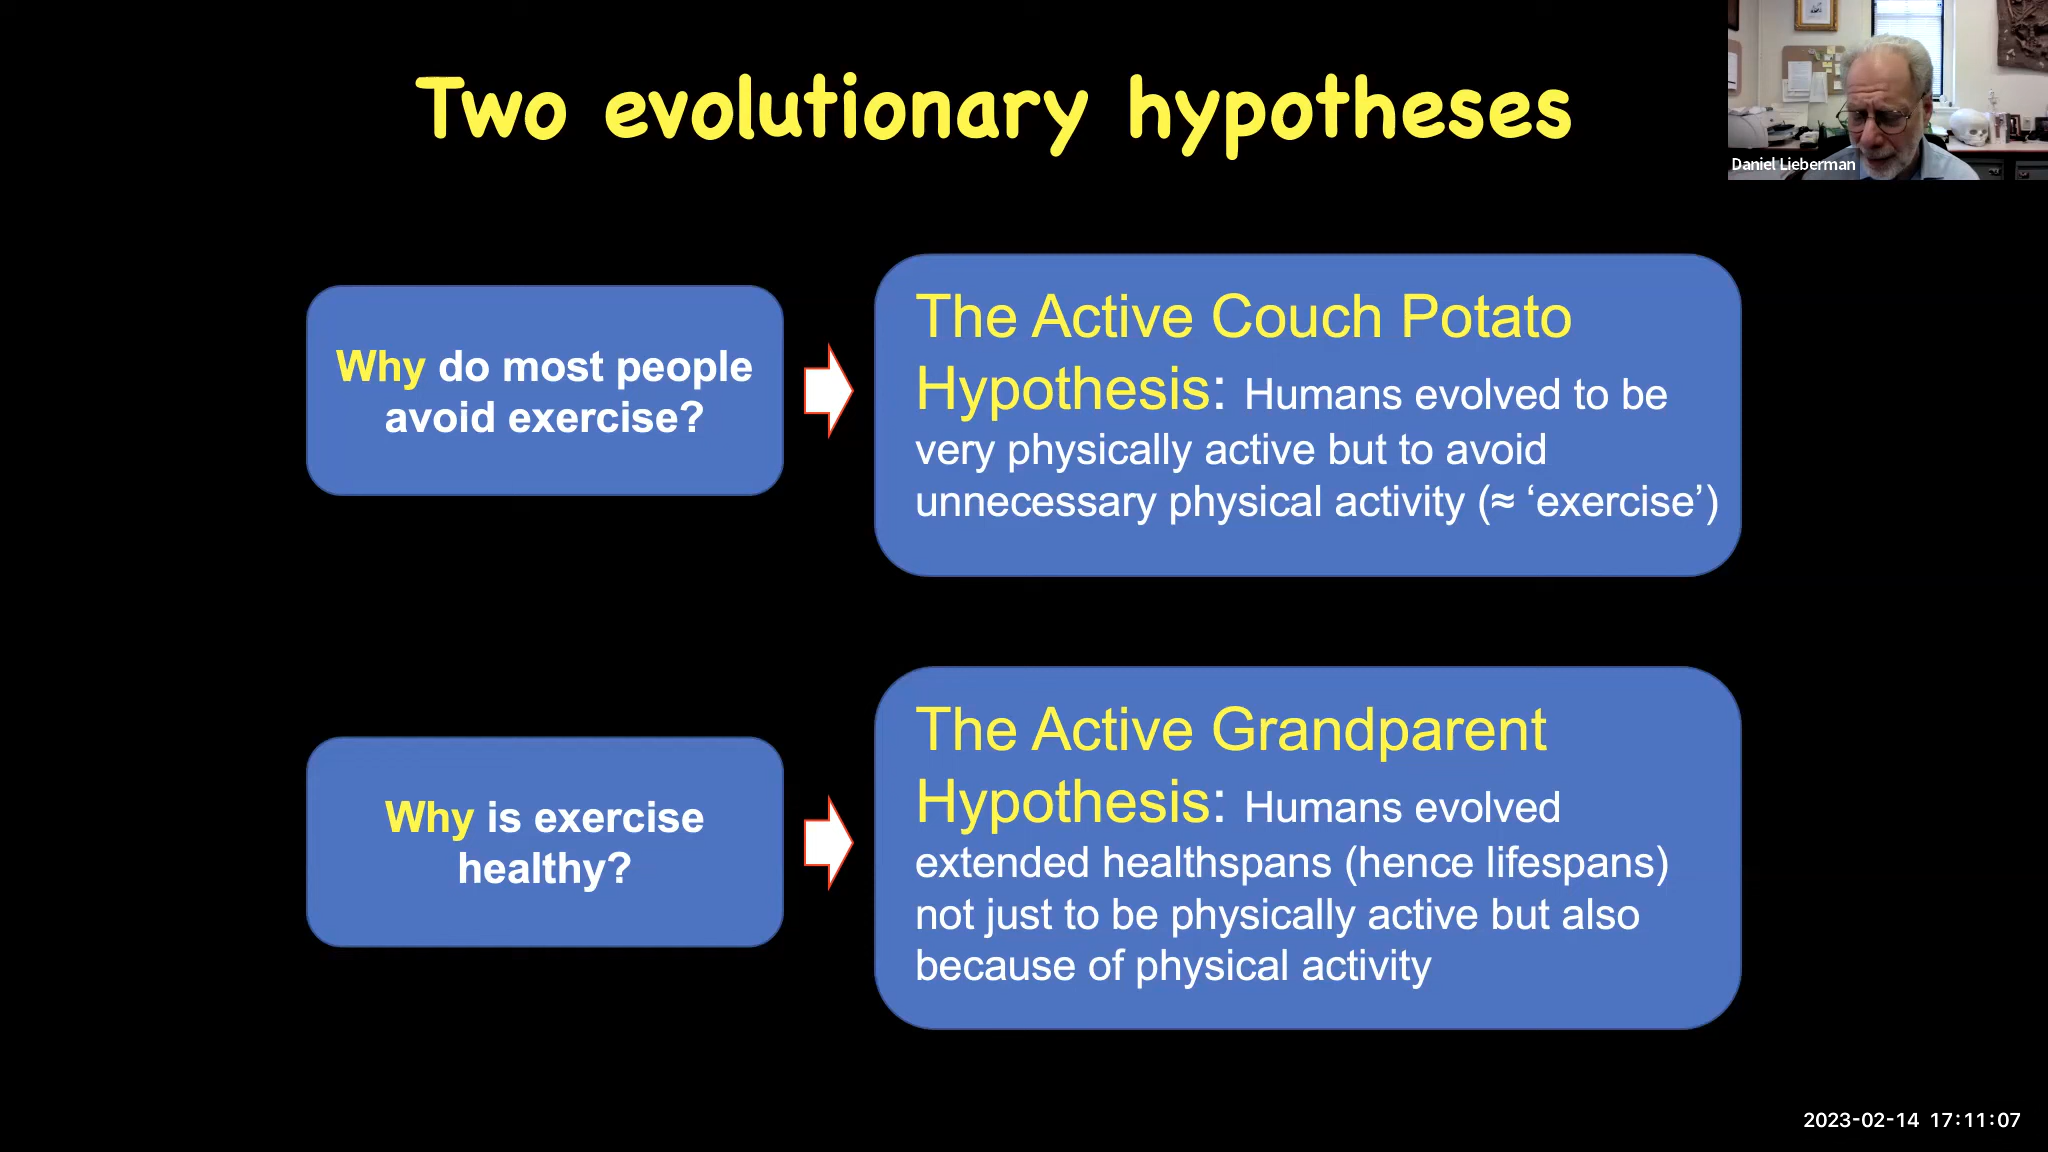 Two evolutionary hypotheses
Daniel Lieberman
Why do most people
avoid exercise?
The Active Couch Potato
Hypothesis: Humans evolved to be
very physically active but to avoid
unnecessary physical activity (≈ ‘exercise’)
Why is exercise
healthy?
The Active Grandparent
Hypothesis: Humans evolved
extended healthspans (hence lifespans)
not just to be physically active but also
because of physical activity
2023-02-14 17:11:07